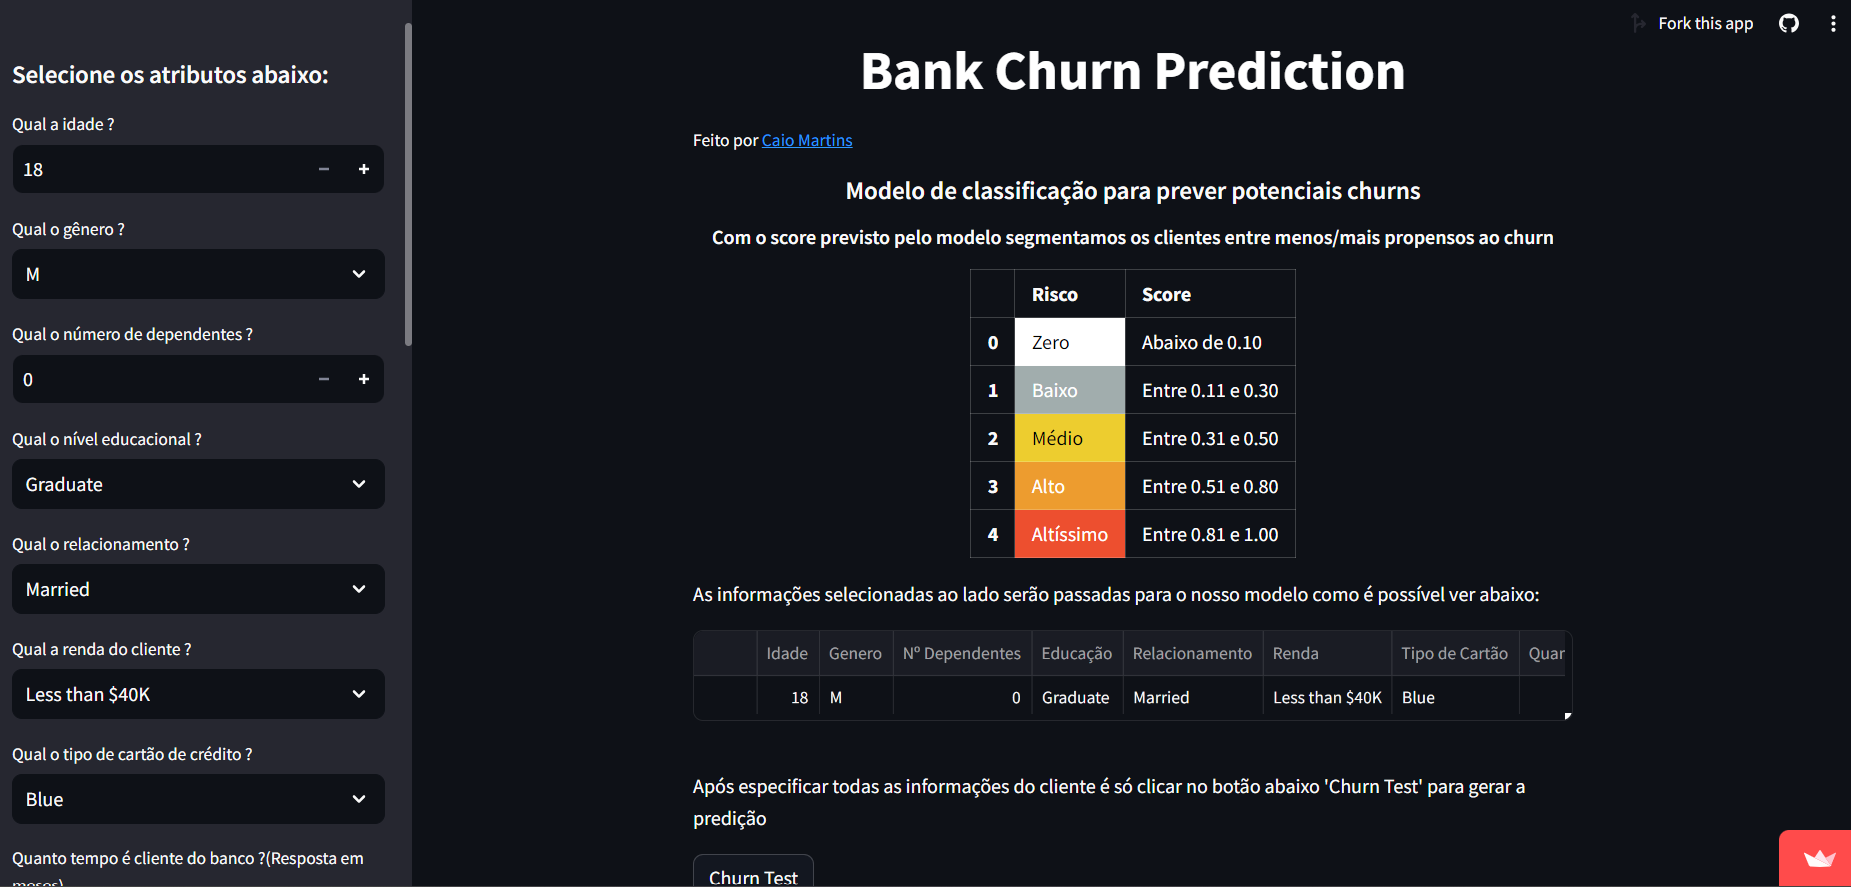 Fork this app
Selecione os atributos abaixo:
Qual a idade ?
18
Qual o gênero ?
M
Qual o número de dependentes ?
0
Qual o nível educacional ?
Graduate
Qual o relacionamento ?
Married
Qual a renda do cliente ?
Less than $40K
Qual o tipo de cartão de crédito ?
Blue
Quanto tempo é cliente do banco ?(Resposta em
meses)
Bank Churn Prediction
Feito por Caio Martins
Modelo de classificação para prever potenciais churns
Com o score previsto pelo modelo segmentamos os clientes entre menos/mais propensos ao churn
Risco Score
0 Zero Abaixo de 0.10
1 Baixo Entre 0.11 e 0.30
2 Médio Entre 0.31 e 0.50
3 Alto Entre 0.51 e 0.80
4 Altíssimo Entre 0.81 e 1.00
As informações selecionadas ao lado serão passadas para o nosso modelo como é possível ver abaixo:
Idade Genero Nº Dependentes Educação Relacionamento Renda Tipo de Cartão Quar
18 M 0 Graduate Married Less than $40K Blue
Após especificar todas as informações do cliente é só clicar no botão abaixo 'Churn Test' para gerar a
predição
Churn Test